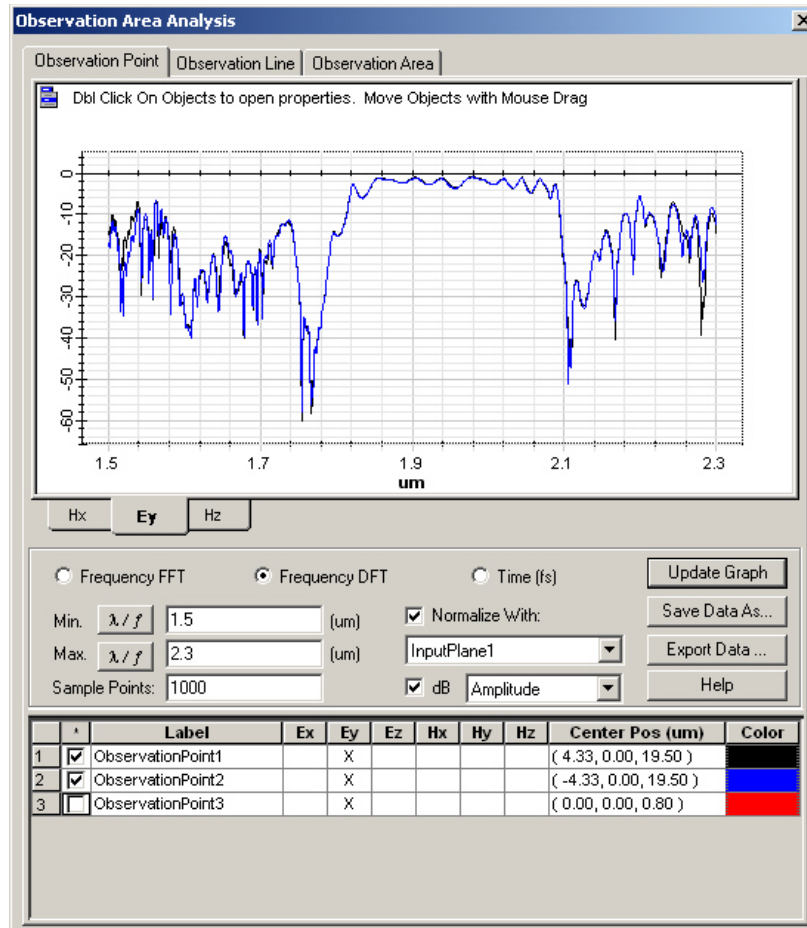 Observation Area Analysis
Observation Point Observation Line Observation Area
Dbl Click On Objects to open properties. Move Objects with Mouse Drag
0
-10
-20
-30
-40
-50
-60
1.5 1.7 1.9 2.1 2.3
um
Hx Ey Hz
Frequency FFT Frequency DFT Time (fs) Update Graph
Min. λ / f 1.5 (um) Normalize With: Save Data As...
Max. λ / f 2.3 (um) InputPlane1 Export Data ...
Sample Points: 1000 dB Amplitude Help
* Label Ex Ey Ez Hx Hy Hz Center Pos (um) Color
1 ObservationPoint1 X ( 4.33, 0.00, 19.50 )
2 ObservationPoint2 X ( -4.33, 0.00, 19.50 )
3 ObservationPoint3 X ( 0.00, 0.00, 0.80 )